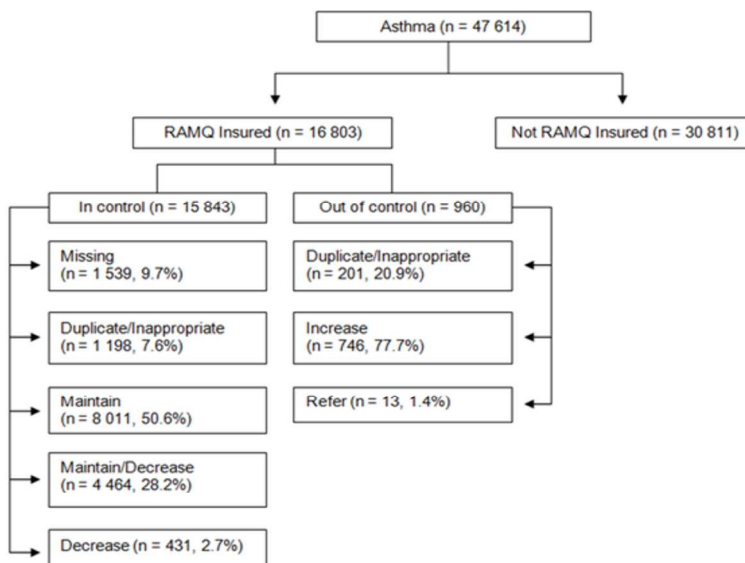 Asthma (n = 47 614)
RAMQ Insured (n = 16 803)
Not RAMQ Insured (n = 30 811)
In control (n = 15 843)
Out of control (n = 960)
Missing
(n = 1 539, 9.7%)
Duplicate/Inappropriate
(n = 1 198, 7.6%)
Maintain
(n = 8 011, 50.6%)
Maintain/Decrease
(n = 4 464, 28.2%)
Decrease (n = 431, 2.7%)
Duplicate/Inappropriate
(n = 201, 20.9%)
Increase
(n = 746, 77.7%)
Refer (n = 13, 1.4%)